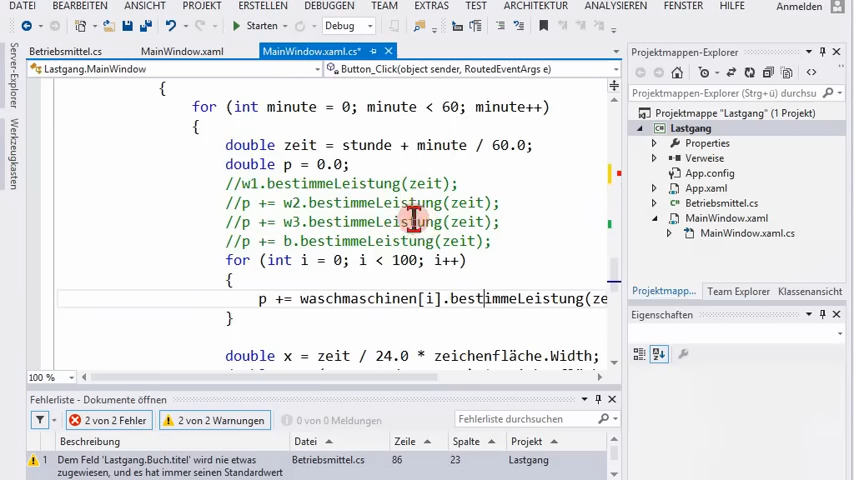 Anmelden
DATEI BEARBEITEN ANSICHT PROJEKT ERSTELLEN DEBUGGEN TEAM EXTRAS TEST ARCHITEKTUR ANALYSIEREN FENSTER HILFE
Starten Debug
Server-Explorer
Werkzeugkasten
Betriebsmittel.cs MainWindow.xaml MainWindow.xaml.cs*
Lastgang.MainWindow Button_Click(object sender, RoutedEventArgs e)
{
for (int minute = 0; minute < 60; minute++)
{
double zeit = stunde + minute / 60.0;
double p = 0.0;
//w1.bestimmeLeistung(zeit);
//p += w2.bestimmeLeistung(zeit);
//p += w3.bestimmeLeistung(zeit);
//p += b.bestimmeLeistung(zeit);
for (int i = 0; i < 100; i++)
{
p += waschmaschinen[i].bestimmeLeistung(ze
}
double x = zeit / 24.0 * zeichenfläche.Width;
100 %
Fehlerliste - Dokumente öffnen
2 von 2 Fehler 2 von 2 Warnungen 0 von 0 Meldungen Fehlerliste durchsuchen
Beschreibung Datei Zeile Spalte Projekt
1 Dem Feld 'Lastgang.Buch.titel' wird nie etwas Betriebsmittel.cs 86 23 Lastgang
zugewiesen, und es hat immer seinen Standardwert
Projektmappen-Explorer
Projektmappen-Explorer (Strg+ü) durchsu
Projektmappe "Lastgang" (1 Projekt)
Lastgang
Properties
Verweise
App.config
App.xaml
Betriebsmittel.cs
MainWindow.xaml
MainWindow.xaml.cs
Projektmappen-Explorer Team Explorer Klassenansicht
Eigenschaften